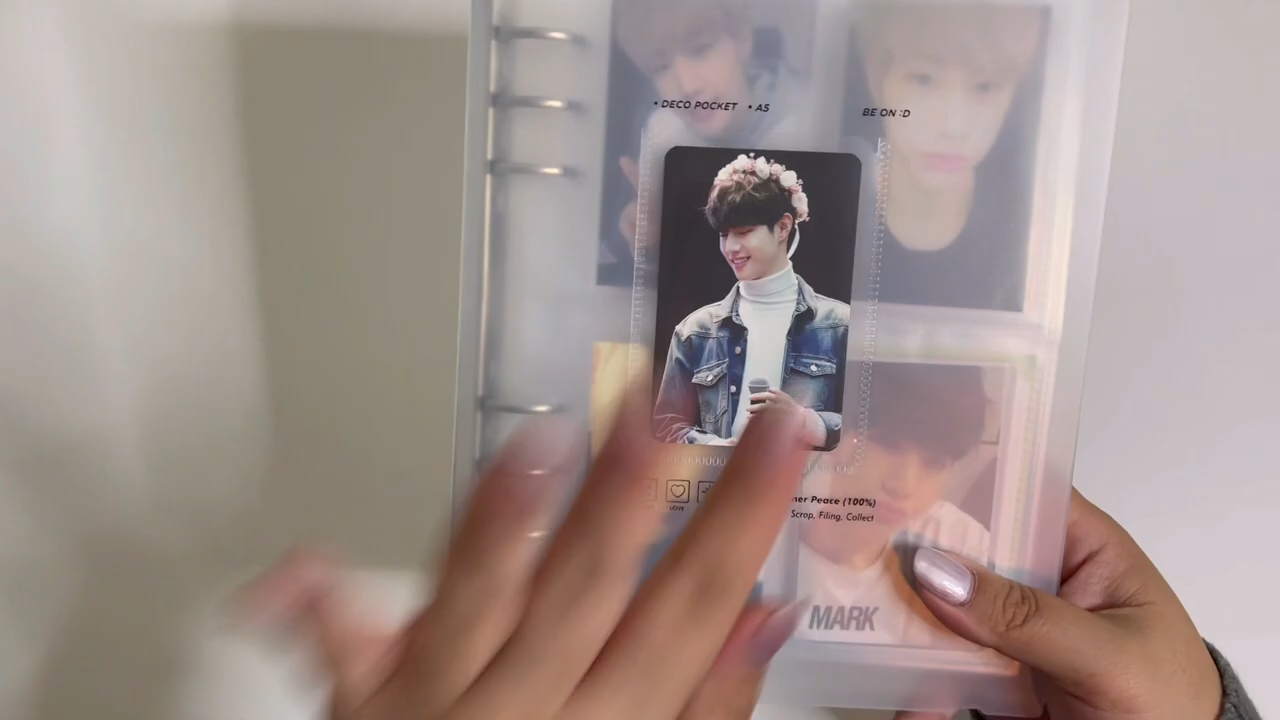 • DECO POCKET • A5
BE ON :D
LOVE
ner Peace (100%)
Scrap, Filing, Collect
MARK